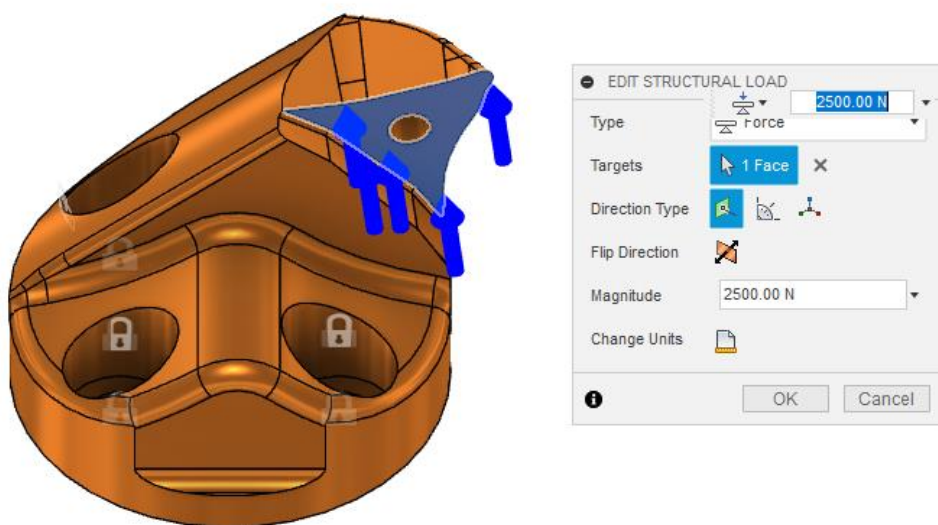 EDIT STRUCTURAL LOAD
2500.00 N
Type Force
Targets 1 Face
Direction Type
Flip Direction
Magnitude 2500.00 N
Change Units
OK Cancel